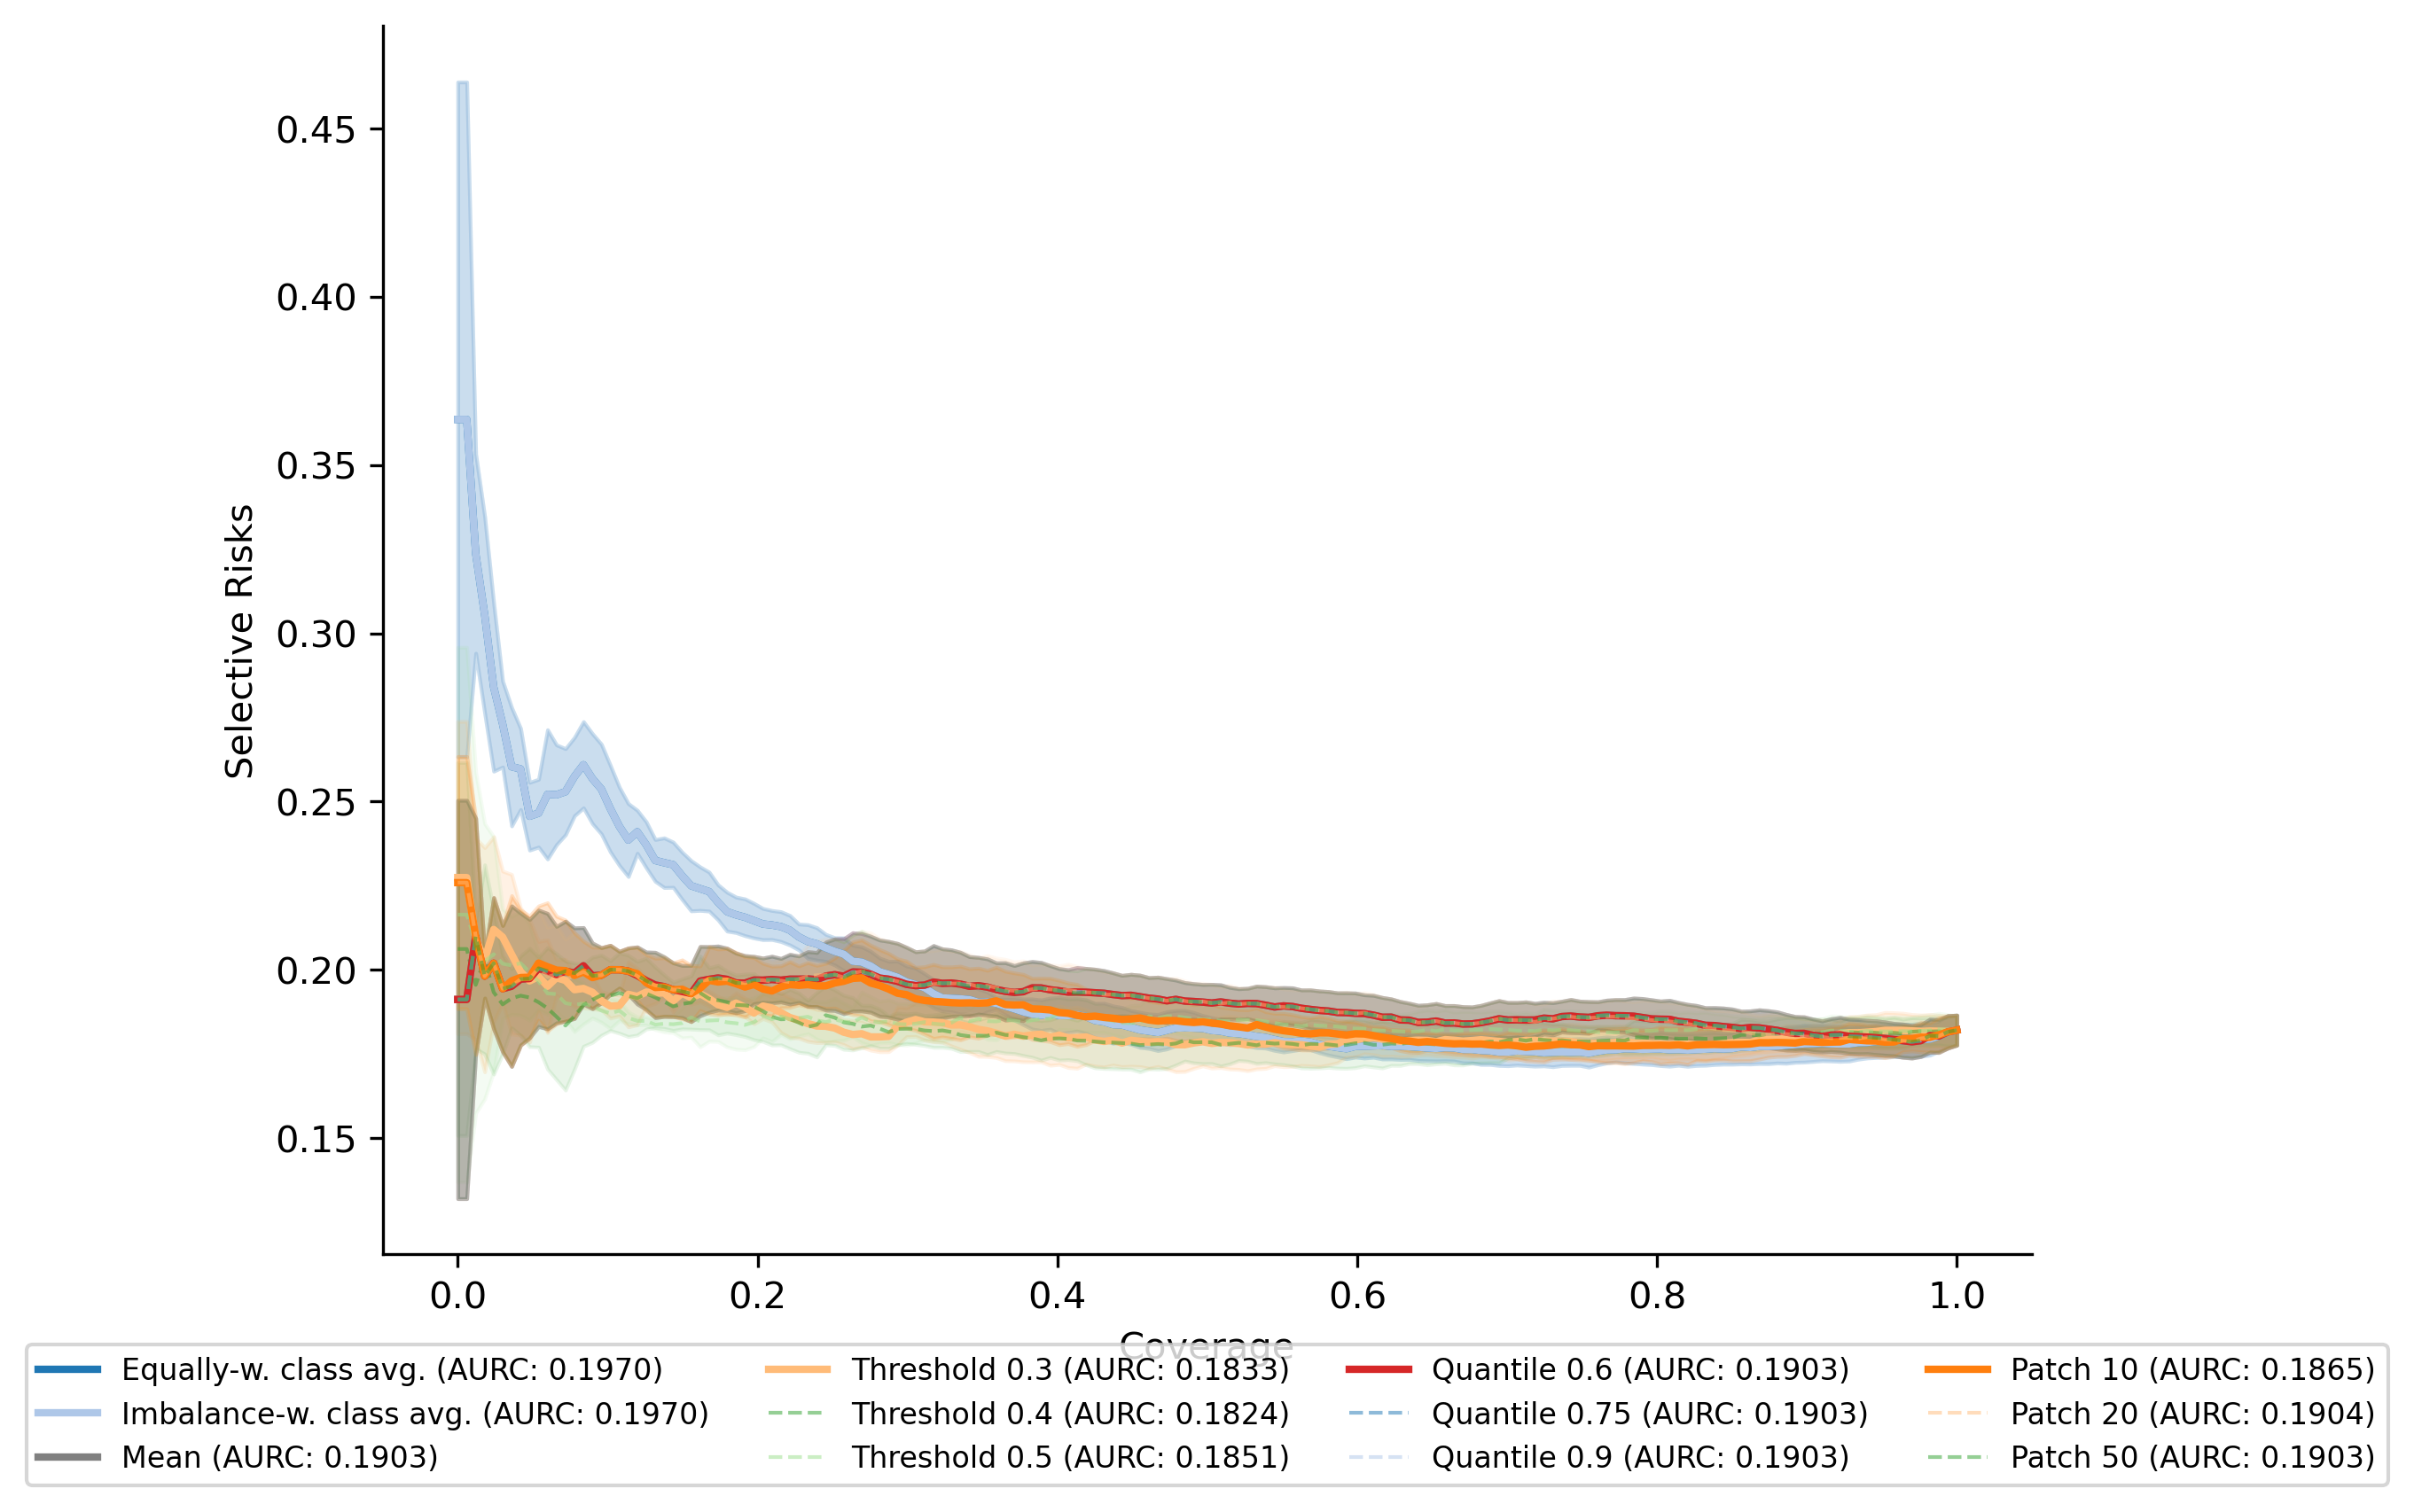 0.45
0.40
0.35
0.30
0.25
0.20
0.15
Selective Risks
0.0 0.2 0.4 0.6 0.8 1.0
Coverage
Equally-w. class avg. (AURC: 0.1970)
Imbalance-w. class avg. (AURC: 0.1970)
Mean (AURC: 0.1903)
Threshold 0.3 (AURC: 0.1833)
Threshold 0.4 (AURC: 0.1824)
Threshold 0.5 (AURC: 0.1851)
Quantile 0.6 (AURC: 0.1903)
Quantile 0.75 (AURC: 0.1903)
Quantile 0.9 (AURC: 0.1903)
Patch 10 (AURC: 0.1865)
Patch 20 (AURC: 0.1904)
Patch 50 (AURC: 0.1903)